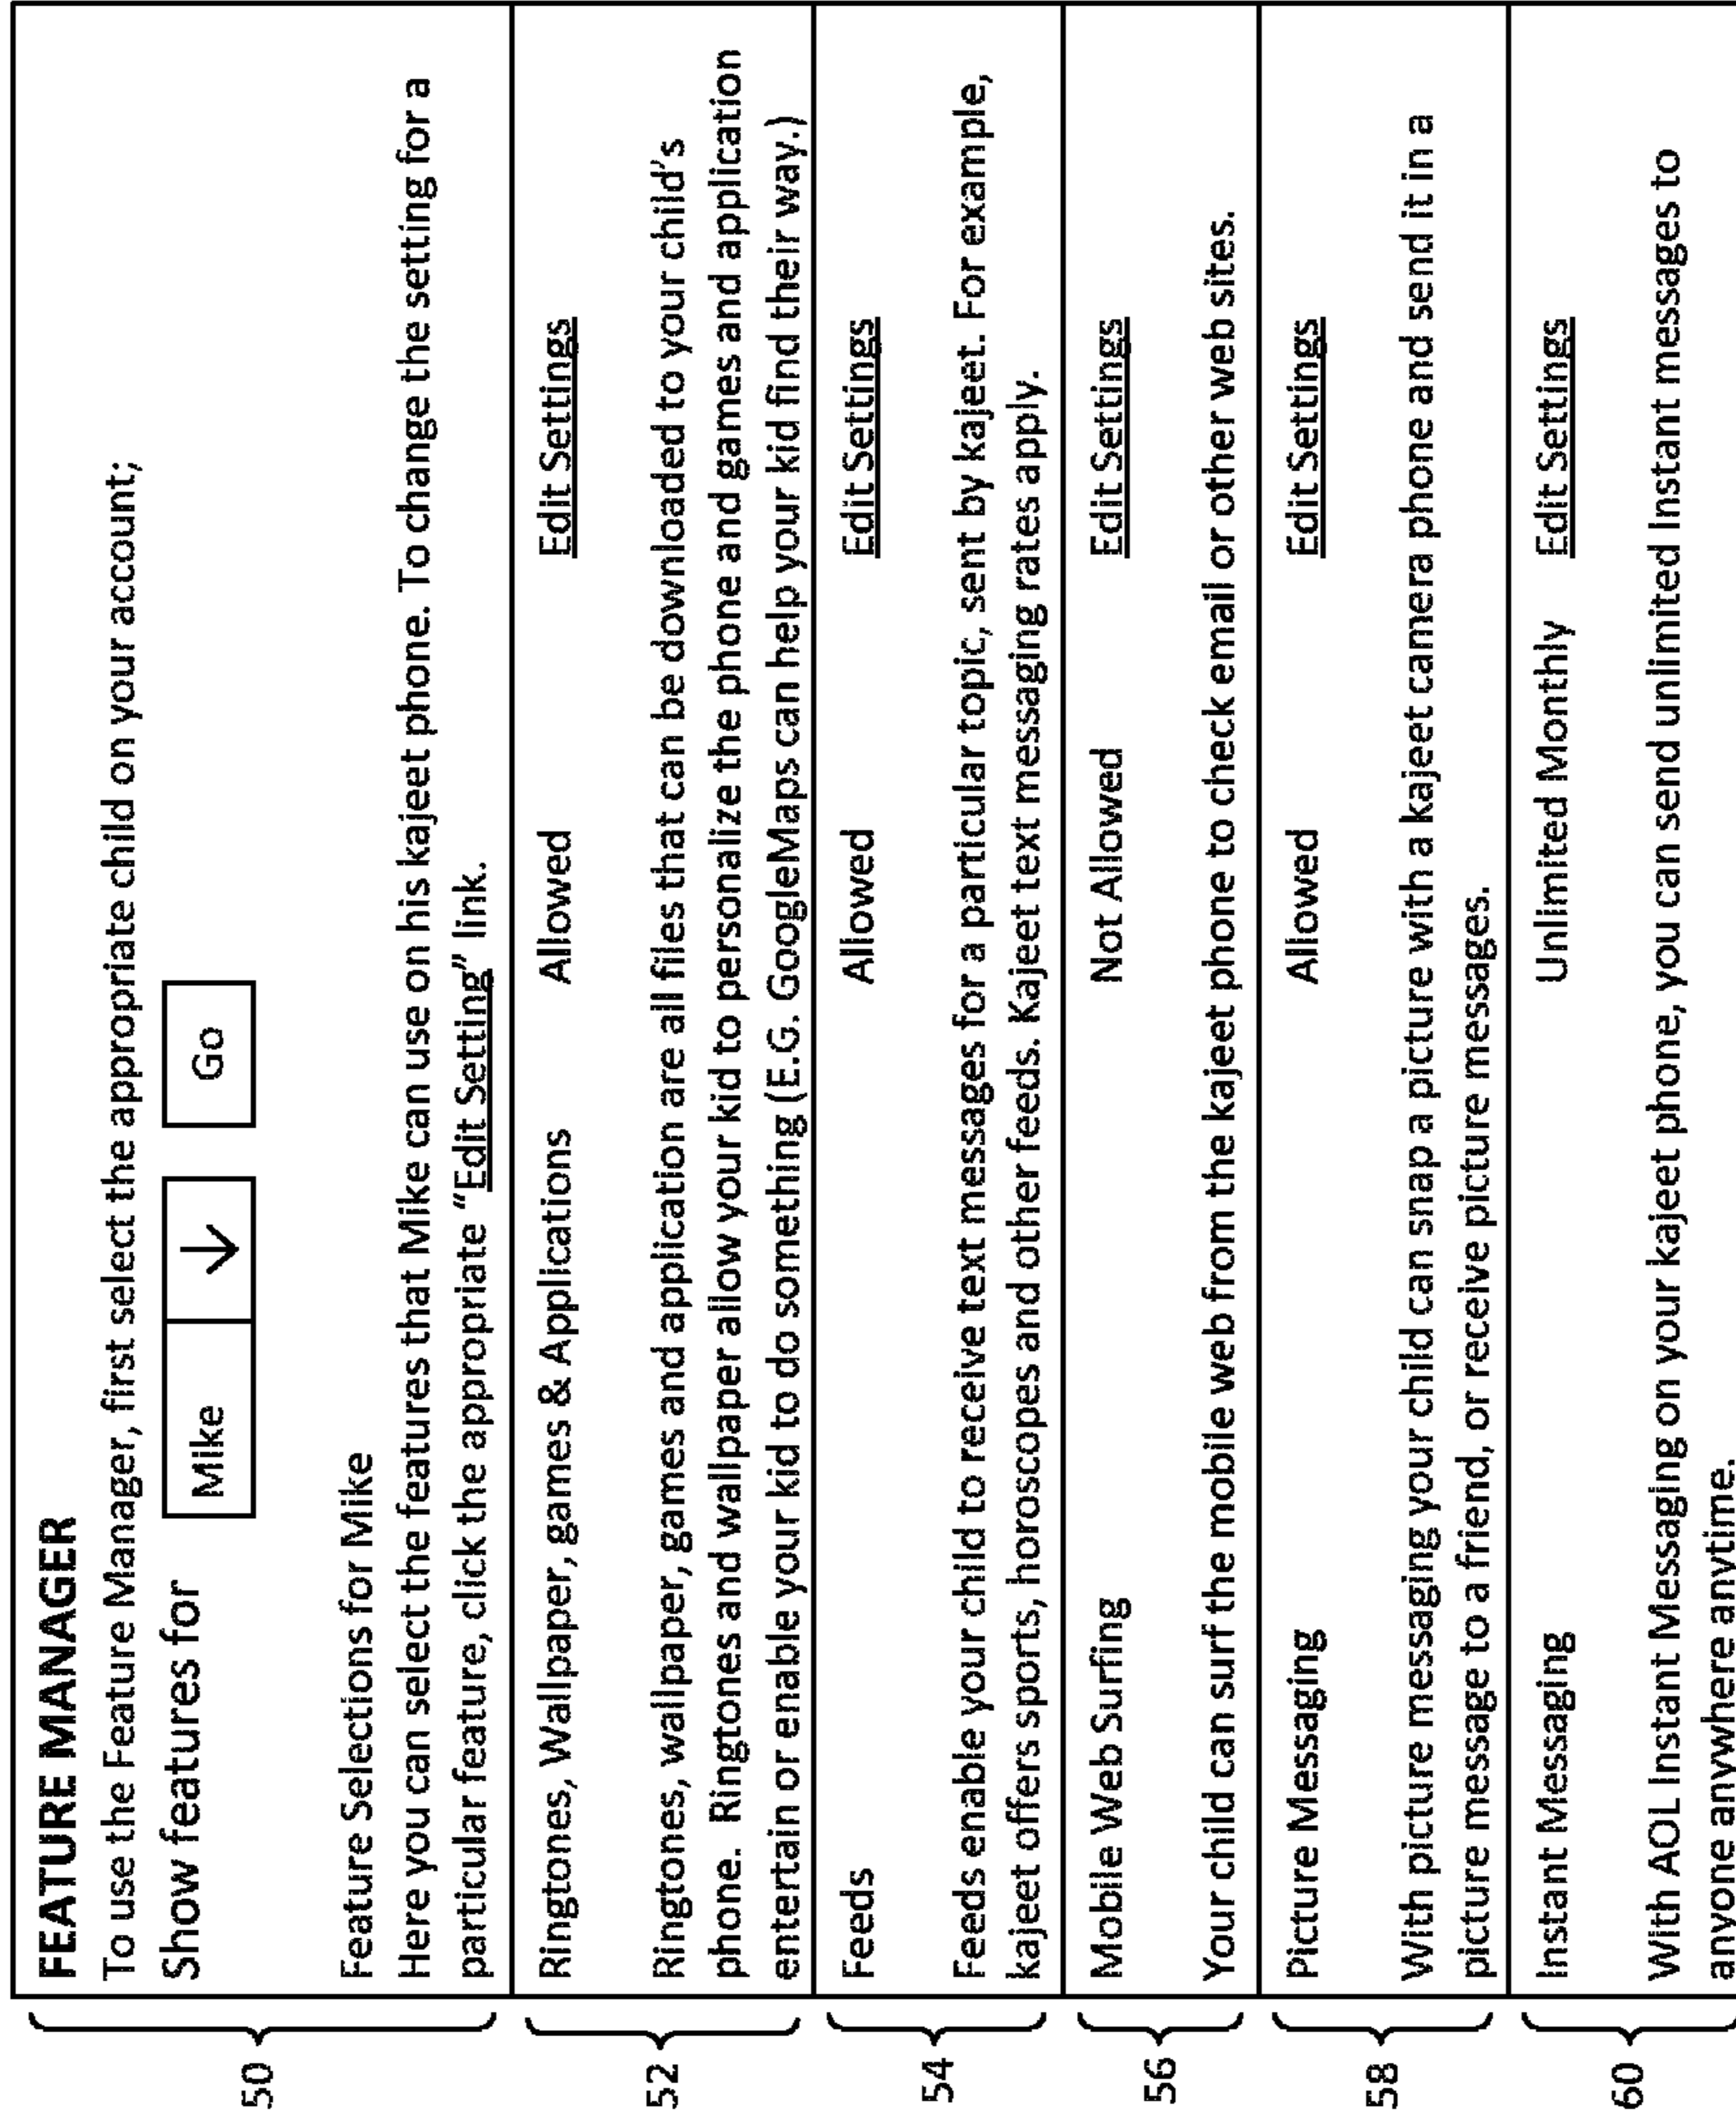 FEATURE MANAGER
To use the Feature Manager, first select the appropriate child on your account;
Show features for Mike ↓ Go
Feature Selections for Mike
Here you can select the features that Mike can use on his kajeet phone. To change the setting for a
particular feature, click the appropriate “Edit Setting” link.
50
Ringtones, Wallpaper, games & Applications Allowed Edit Settings
Ringtones, wallpaper, games and application are all files that can be downloaded to your child's
phone. Ringtones and wallpaper allow your kid to personalize the phone and games and application
entertain or enable your kid to do something (E.G. GoogleMaps can help your kid find their way.)
52
Feeds Allowed Edit Settings
Feeds enable your child to receive text messages for a particular topic, sent by kajeet. For example,
kajeet offers sports, horoscopes and other feeds. Kajeet text messaging rates apply.
54
Mobile Web Surfing Not Allowed Edit Settings
Your child can surf the mobile web from the kajeet phone to check email or other web sites.
56
Picture Messaging Allowed Edit Settings
With picture messaging your child can snap a picture with a kajeet camera phone and send it in a
picture message to a friend, or receive picture messages.
58
Instant Messaging Unlimited Monthly Edit Settings
With AOL Instant Messaging on your kajeet phone, you can send unlimited instant messages to
anyone anywhere anytime.
60